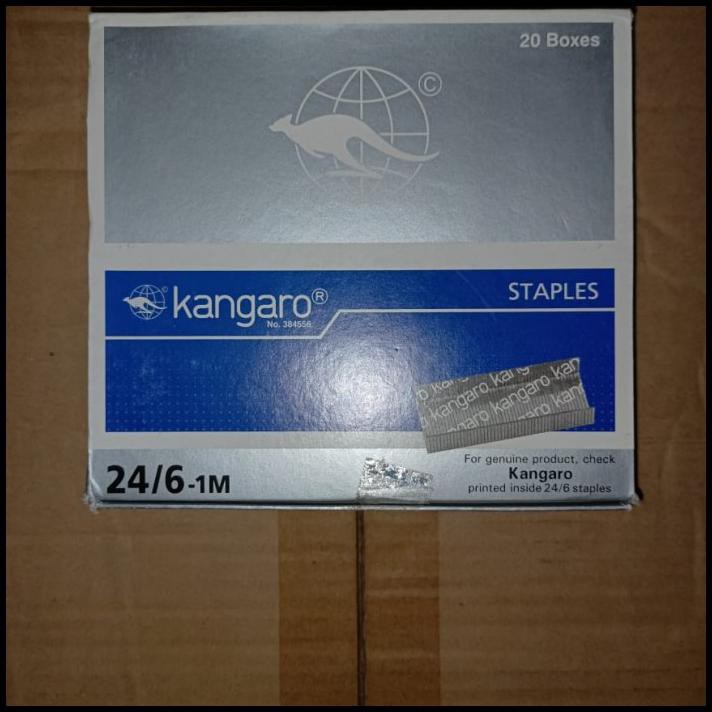 20 Boxes
©
©
kangaro®
No. 384556
STAPLES
kangaro kangaro kangaro
24/6-1M
For genuine product, check
Kangaro
printed inside 24/6 staples